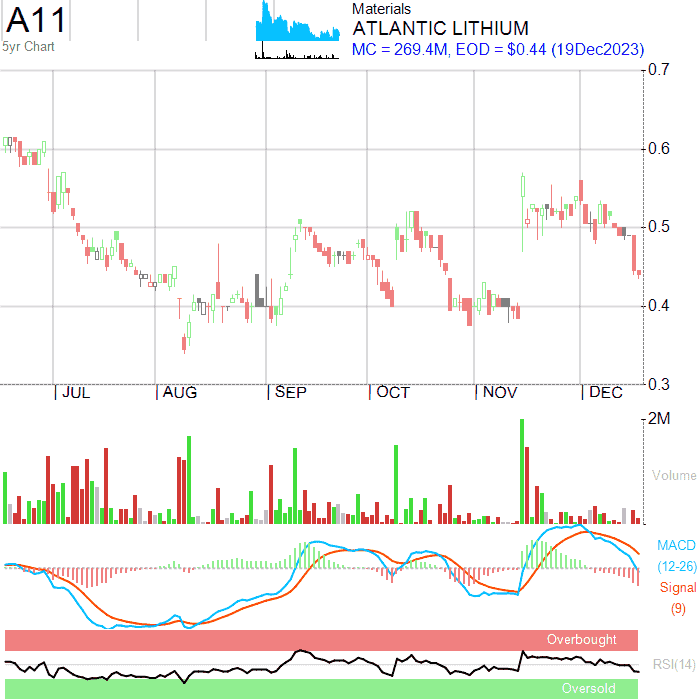 A11
Materials
ATLANTIC LITHIUM
5yr Chart
MC = 269.4M, EOD = $0.44 (19Dec2023)
0.7
0.6
0.5
0.4
0.3
JUL AUG SEP OCT NOV DEC
2M
Volume
MACD
(12-26)
Signal
(9)
Overbought
RSI(14)
Oversold